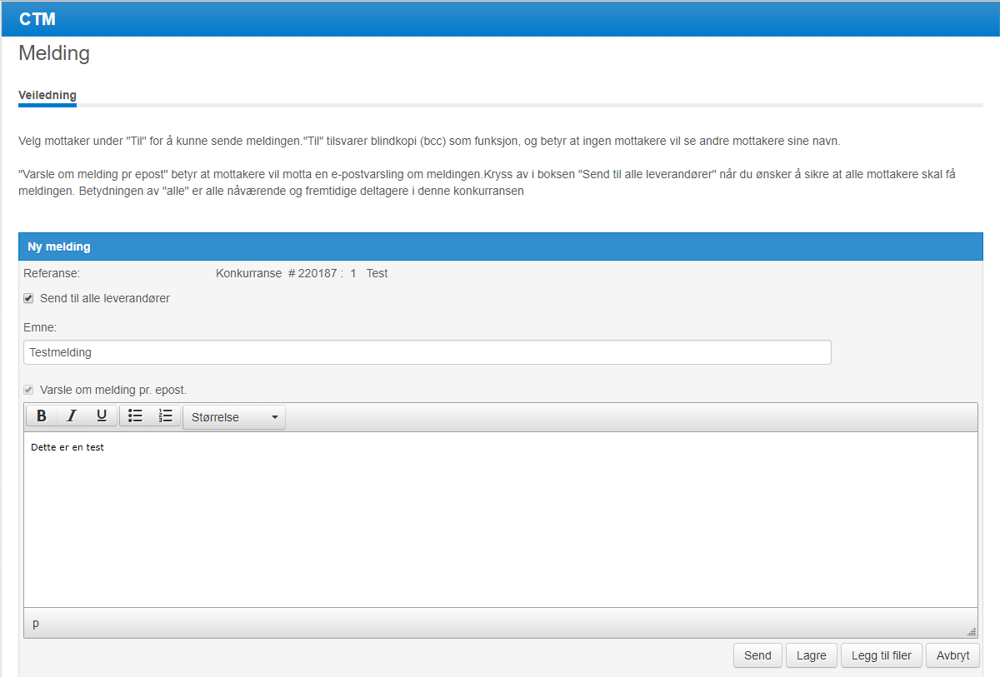 CTM
Melding
Veiledning
Velg mottaker under "Til" for å kunne sende meldingen."Til" tilsvarer blindkopi (bcc) som funksjon, og betyr at ingen mottakere vil se andre mottakere sine navn.
"Varsle om melding pr epost" betyr at mottakere vil motta en e-postvarsling om meldingen.Kryss av i boksen "Send til alle leverandører" når du ønsker å sikre at alle mottakere skal få
meldingen. Betydningen av "alle" er alle nåværende og fremtidige deltagere i denne konkurransen
Ny melding
Referanse: Konkurranse # 220187 : 1 Test
Send til alle leverandører
Emne:
Testmelding
Varsle om melding pr. epost.
B I U Størrelse
Dette er en test
p
Send Lagre Legg til filer Avbryt